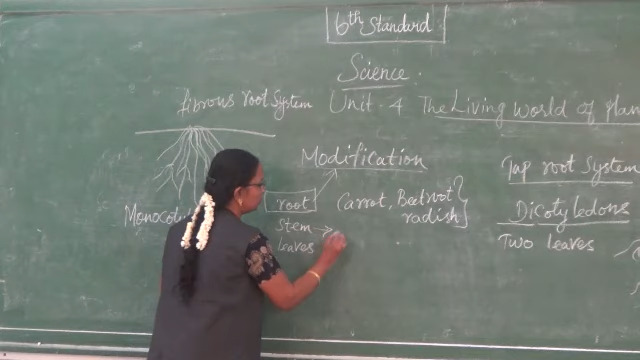 6th Standard
Science:
Unit - 4 The Living world of plan
fibrous root System
Modification
Monocot
root
Carrot, Beetroot
radish
Stem →
leaves
Tap root System
Dicotyledons
Two leaves